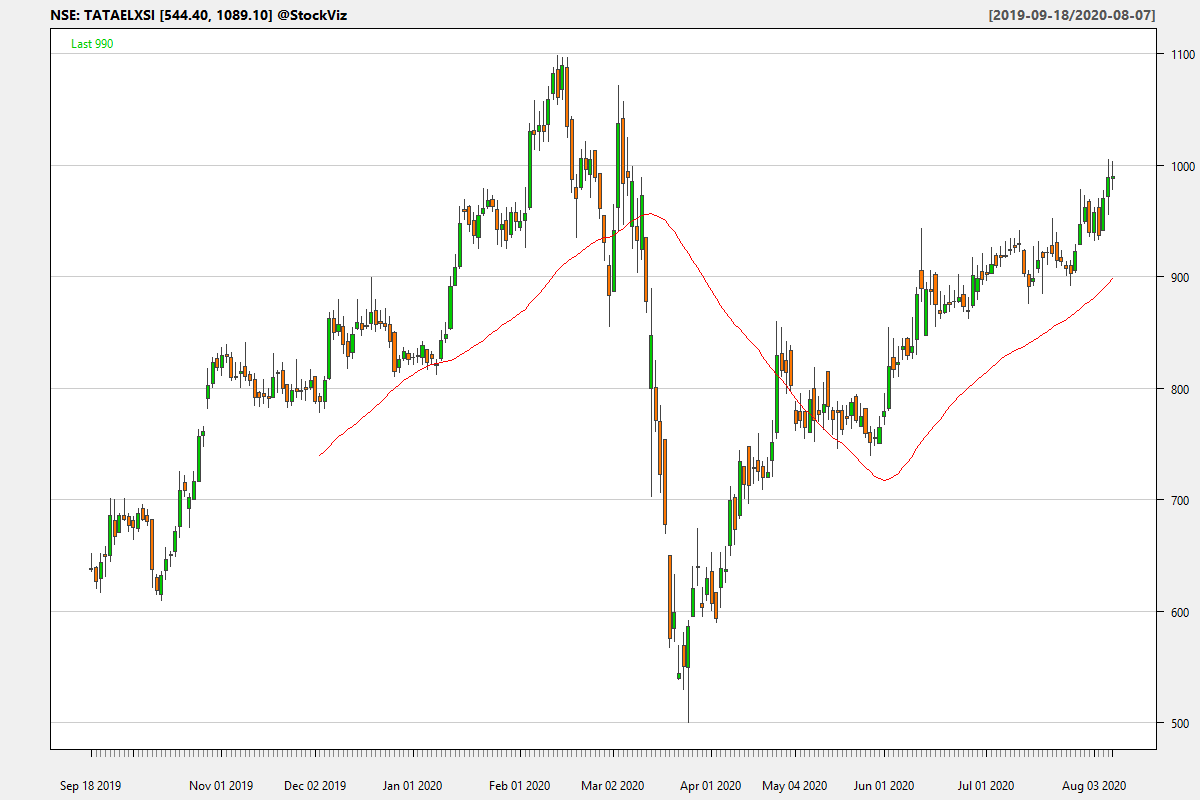 NSE: TATAELXSI [544.40, 1089.10] @StockViz
[2019-09-18/2020-08-07]
Last 990
1100
1000
900
800
700
600
500
Sep 18 2019 Nov 01 2019 Dec 02 2019 Jan 01 2020 Feb 01 2020 Mar 02 2020 Apr 01 2020 May 04 2020 Jun 01 2020 Jul 01 2020 Aug 03 2020